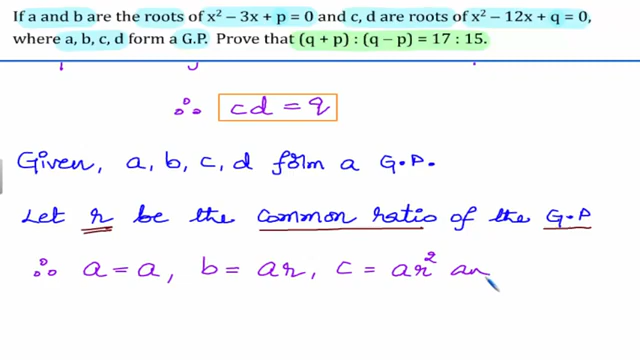 If a and b are the roots of x² – 3x + p = 0 and c, d are roots of x² – 12x + q = 0,
where a, b, c, d form a G.P. Prove that (q + p) : (q – p) = 17 : 15.
∴ cd = q
Given, a, b, c, d form a G.P.
Let r be the common ratio of the G.P
∴ a = a, b = ar, c = ar² an